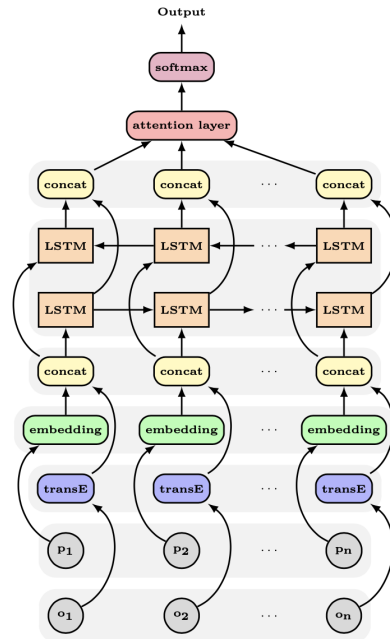 Output
softmax
attention layer
concat concat ... concat
LSTM LSTM ... LSTM
LSTM LSTM ... LSTM
concat concat ... concat
embedding embedding ... embedding
transE transE ... transE
p1 p2 ... pn
o1 o2 ... on